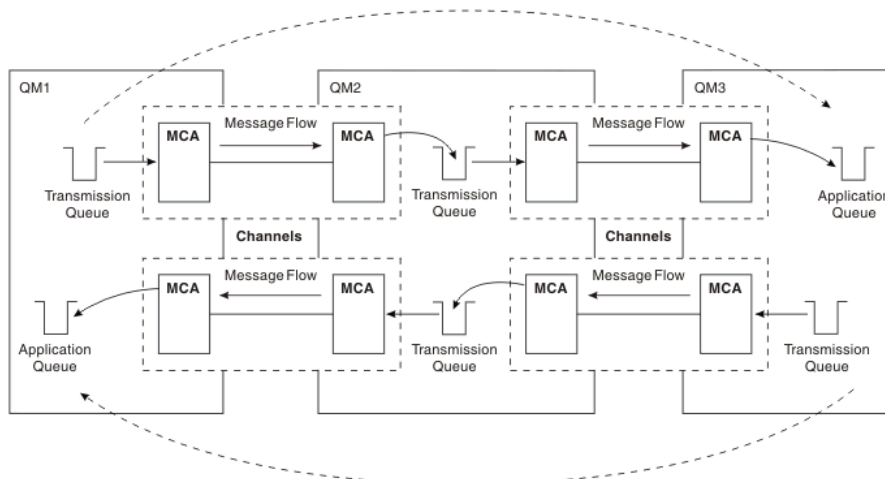 QM1
QM2
QM3
MCA
Message Flow
MCA
MCA
Message Flow
MCA
Transmission
Queue
Transmission
Queue
Application
Queue
Channels
Channels
MCA
Message Flow
MCA
MCA
Message Flow
MCA
Application
Queue
Transmission
Queue
Transmission
Queue